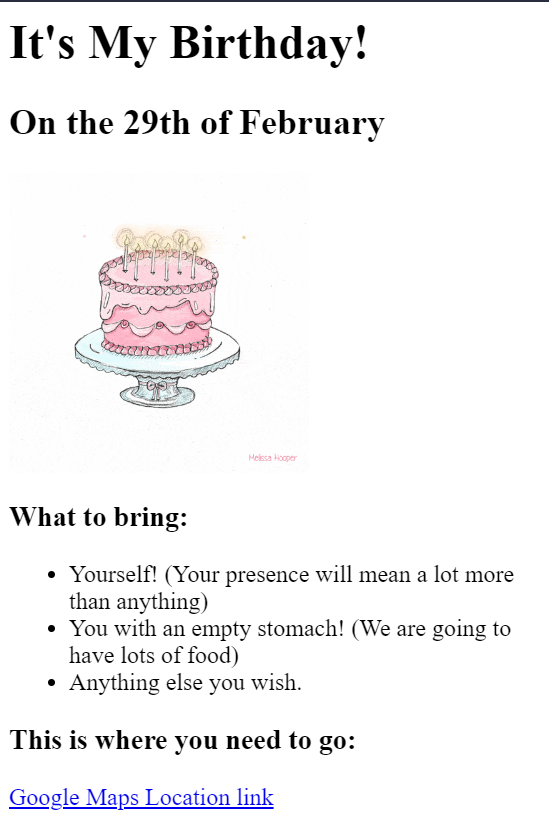 It's My Birthday!
On the 29th of February
Melissa Hooper
What to bring:
Yourself! (Your presence will mean a lot more
than anything)
You with an empty stomach! (We are going to
have lots of food)
Anything else you wish.
This is where you need to go:
Google Maps Location link